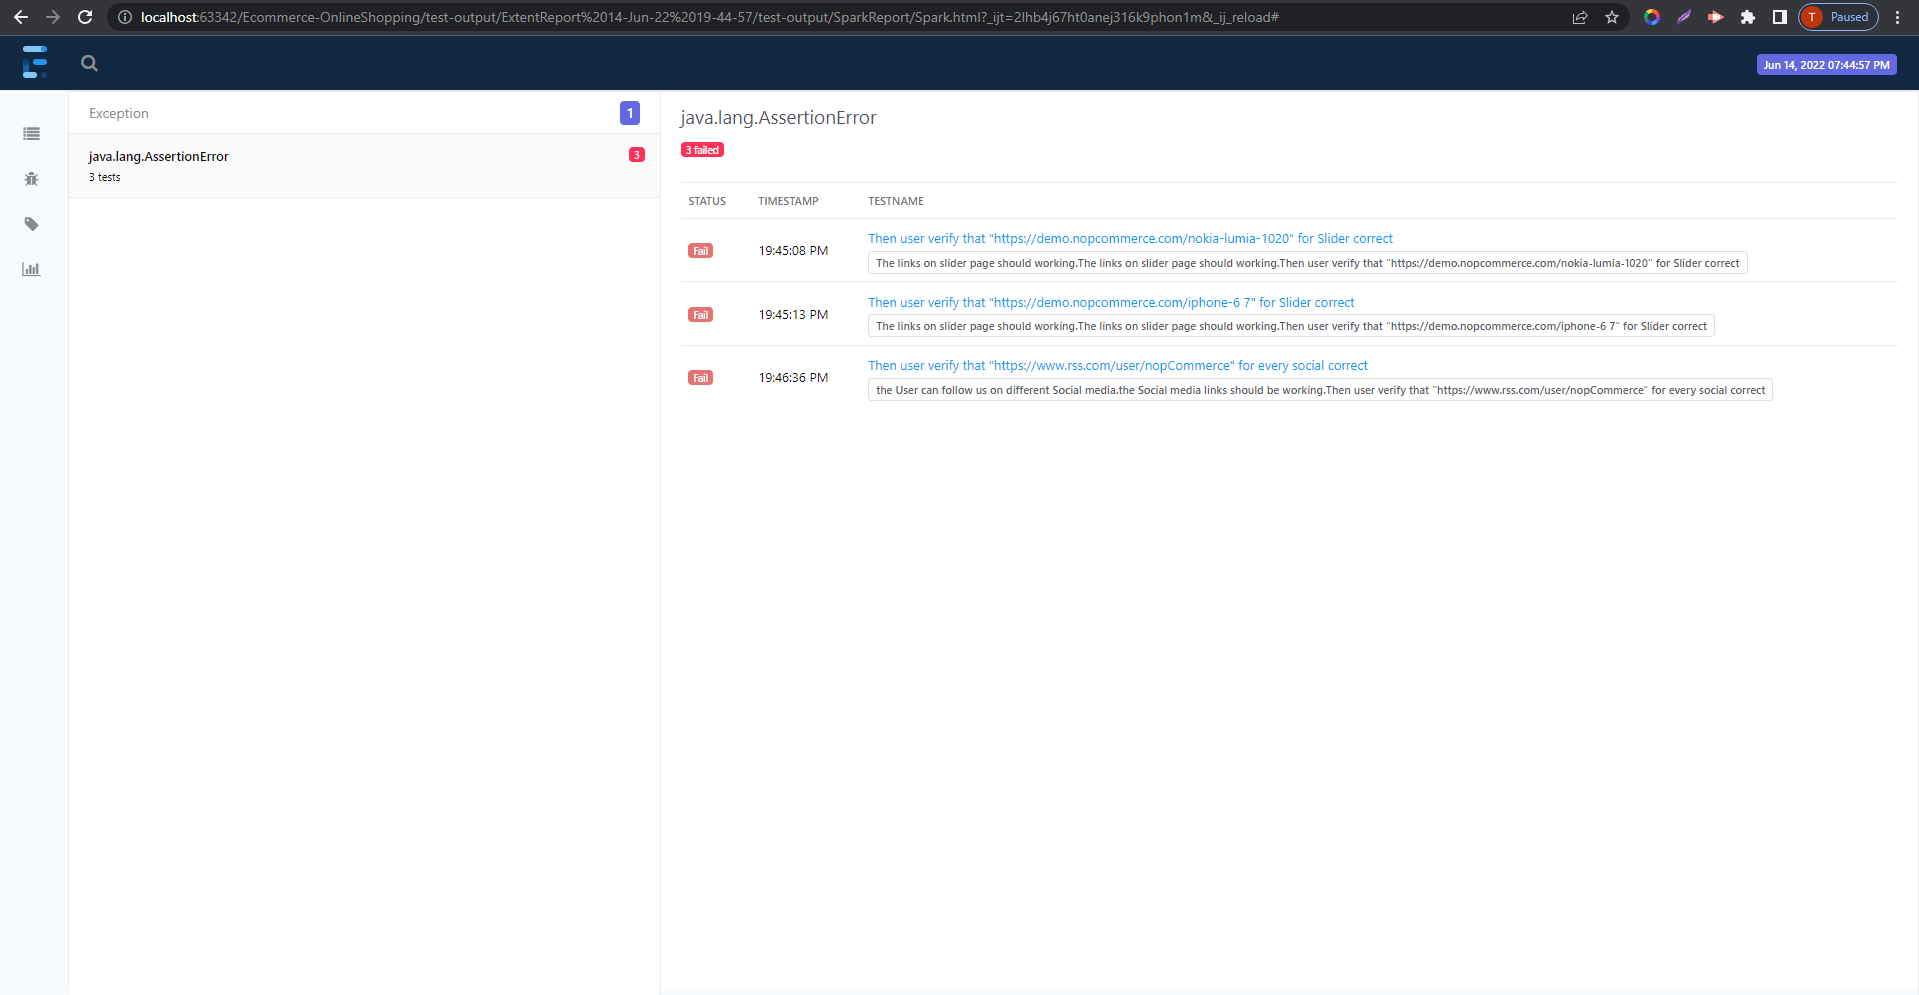 localhost:63342/Ecommerce-OnlineShopping/test-output/ExtentReport%2014-Jun-22%2019-44-57/test-output/SparkReport/Spark.html?_ijt=2lhb4j67ht0anej316k9phon1m&_ij_reload#
T Paused
Jun 14, 2022 07:44:57 PM
Exception 1
java.lang.AssertionError 3
3 tests
java.lang.AssertionError
3 failed
STATUS TIMESTAMP TESTNAME
Fail 19:45:08 PM Then user verify that "https://demo.nopcommerce.com/nokia-lumia-1020" for Slider correct
The links on slider page should working.The links on slider page should working.Then user verify that "https://demo.nopcommerce.com/nokia-lumia-1020" for Slider correct
Fail 19:45:13 PM Then user verify that "https://demo.nopcommerce.com/iphone-6 7" for Slider correct
The links on slider page should working.The links on slider page should working.Then user verify that "https://demo.nopcommerce.com/iphone-6 7" for Slider correct
Fail 19:46:36 PM Then user verify that "https://www.rss.com/user/nopCommerce" for every social correct
the User can follow us on different Social media.the Social media links should be working.Then user verify that "https://www.rss.com/user/nopCommerce" for every social correct